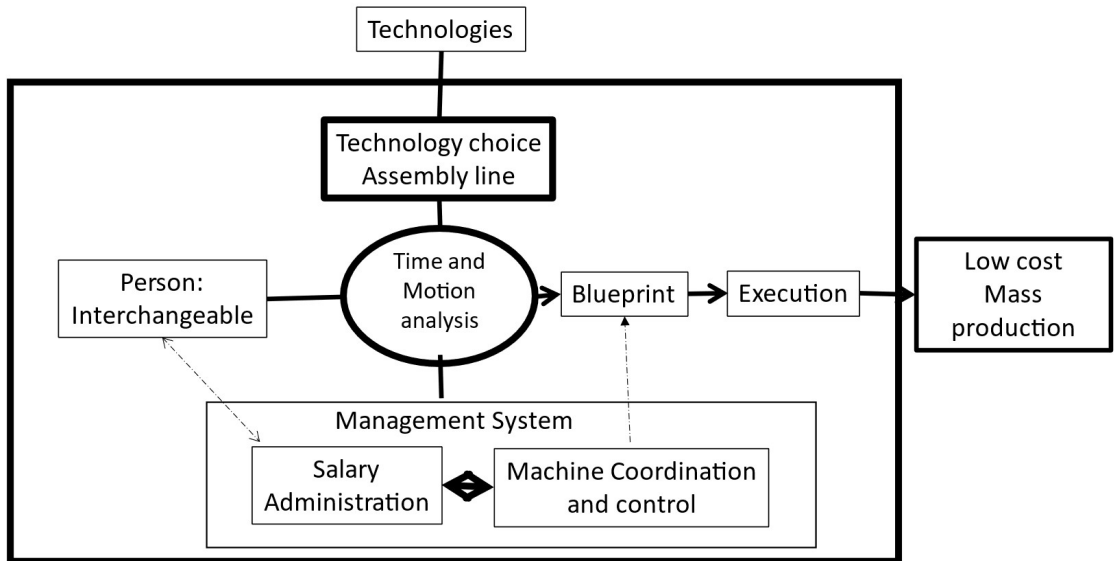 Technologies
Technology choice
Assembly line
Time and
Motion
analysis
Person:
Interchangeable
Blueprint
Execution
Low cost
Mass
production
Management System
Salary
Administration
Machine Coordination
and control